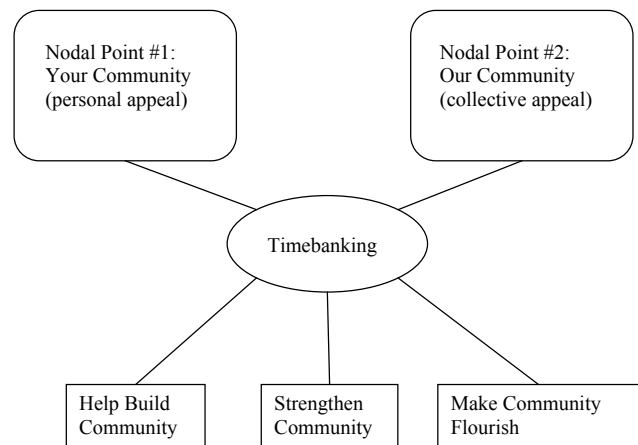 Nodal Point #1:
Your Community
(personal appeal)
Nodal Point #2:
Our Community
(collective appeal)
Timebanking
Help Build
Community
Strengthen
Community
Make Community
Flourish